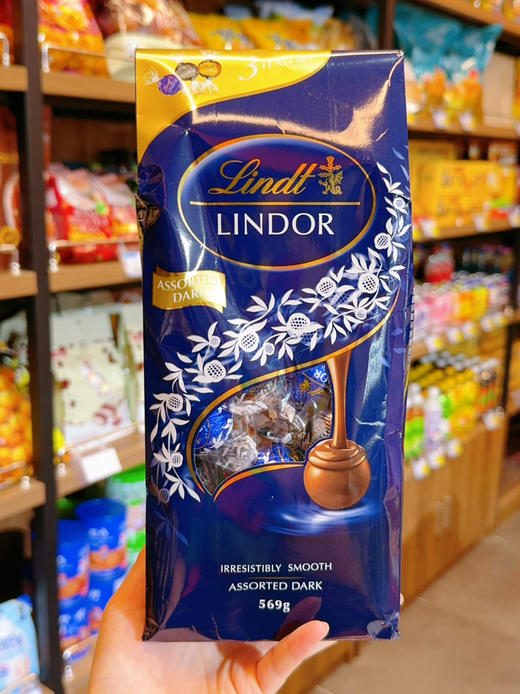 Lindt
LINDOR
ASSORTED
DARK
IRRESISTIBLY SMOOTH
ASSORTED DARK
569g